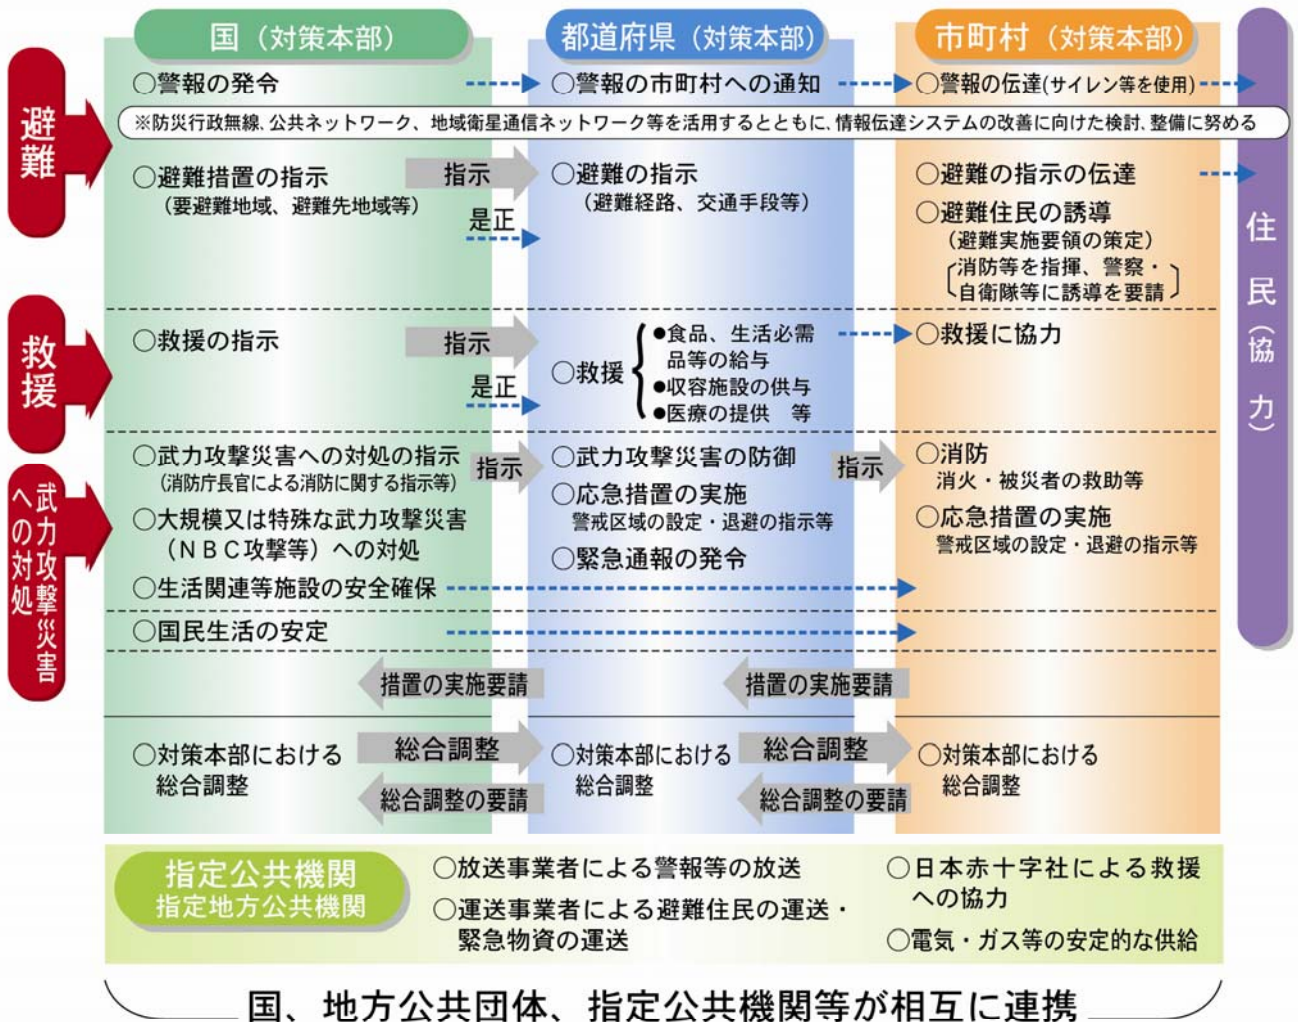 国（対策本部）
都道府県（対策本部）
市町村（対策本部）
避難
○警報の発令
○警報の市町村への通知
○警報の伝達(サイレン等を使用)
※防災行政無線、公共ネットワーク、地域衛星通信ネットワーク等を活用するとともに、情報伝達システムの改善に向けた検討、整備に努める
○避難措置の指示
（要避難地域、避難先地域等）
指示
是正
○避難の指示
（避難経路、交通手段等）
○避難の指示の伝達
○避難住民の誘導
（避難実施要領の策定）
消防等を指揮、警察・
自衛隊等に誘導を要請
住民（協力）
救援
○救援の指示
指示
是正
○救援
●食品、生活必需
品等の給与
●収容施設の供与
●医療の提供　等
○救援に協力
武力攻撃災害
への対処
○武力攻撃災害への対処の指示
（消防庁長官による消防に関する指示等）
○大規模又は特殊な武力攻撃災害
（ＮＢＣ攻撃等）への対処
○生活関連等施設の安全確保
指示
○武力攻撃災害の防御
○応急措置の実施
警戒区域の設定・退避の指示等
○緊急通報の発令
指示
○消防
消火・被災者の救助等
○応急措置の実施
警戒区域の設定・退避の指示等
○国民生活の安定
措置の実施要請
措置の実施要請
○対策本部における
総合調整
総合調整
総合調整の要請
○対策本部における
総合調整
総合調整
総合調整の要請
○対策本部における
総合調整
指定公共機関
指定地方公共機関
○放送事業者による警報等の放送
○運送事業者による避難住民の運送・
緊急物資の運送
○日本赤十字社による救援
への協力
○電気・ガス等の安定的な供給
国、地方公共団体、指定公共機関等が相互に連携